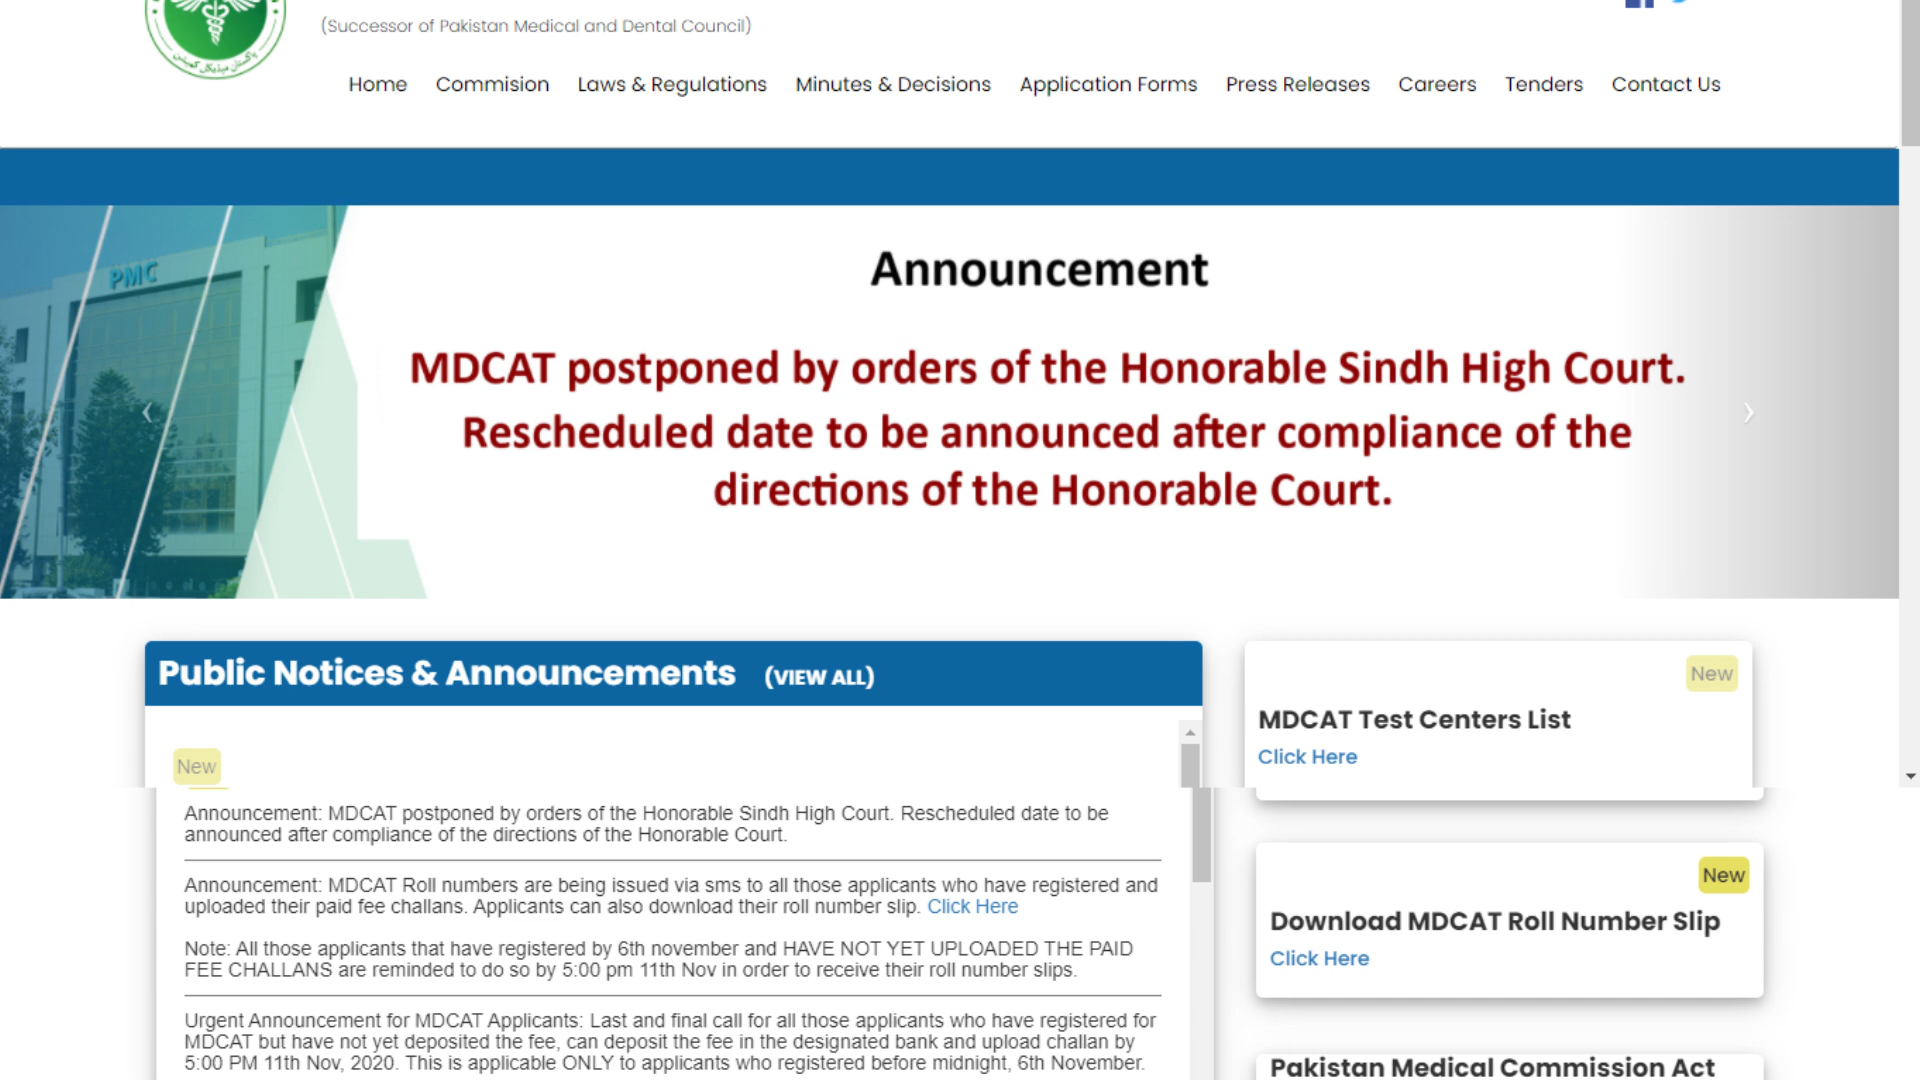 (Successor of Pakistan Medical and Dental Council)
پاکستان میڈیکل کمیشن
Home Commision Laws & Regulations Minutes & Decisions Application Forms Press Releases Careers Tenders Contact Us
PMC
Announcement
MDCAT postponed by orders of the Honorable Sindh High Court.
Rescheduled date to be announced after compliance of the
directions of the Honorable Court.
Public Notices & Announcements (VIEW ALL)
New
Announcement: MDCAT postponed by orders of the Honorable Sindh High Court. Rescheduled date to be
announced after compliance of the directions of the Honorable Court.
Announcement: MDCAT Roll numbers are being issued via sms to all those applicants who have registered and
uploaded their paid fee challans. Applicants can also download their roll number slip. Click Here
Note: All those applicants that have registered by 6th november and HAVE NOT YET UPLOADED THE PAID
FEE CHALLANS are reminded to do so by 5:00 pm 11th Nov in order to receive their roll number slips.
Urgent Announcement for MDCAT Applicants: Last and final call for all those applicants who have registered for
MDCAT but have not yet deposited the fee, can deposit the fee in the designated bank and upload challan by
5:00 PM 11th Nov, 2020. This is applicable ONLY to applicants who registered before midnight, 6th November.
New
MDCAT Test Centers List
Click Here
New
Download MDCAT Roll Number Slip
Click Here
Pakistan Medical Commission Act